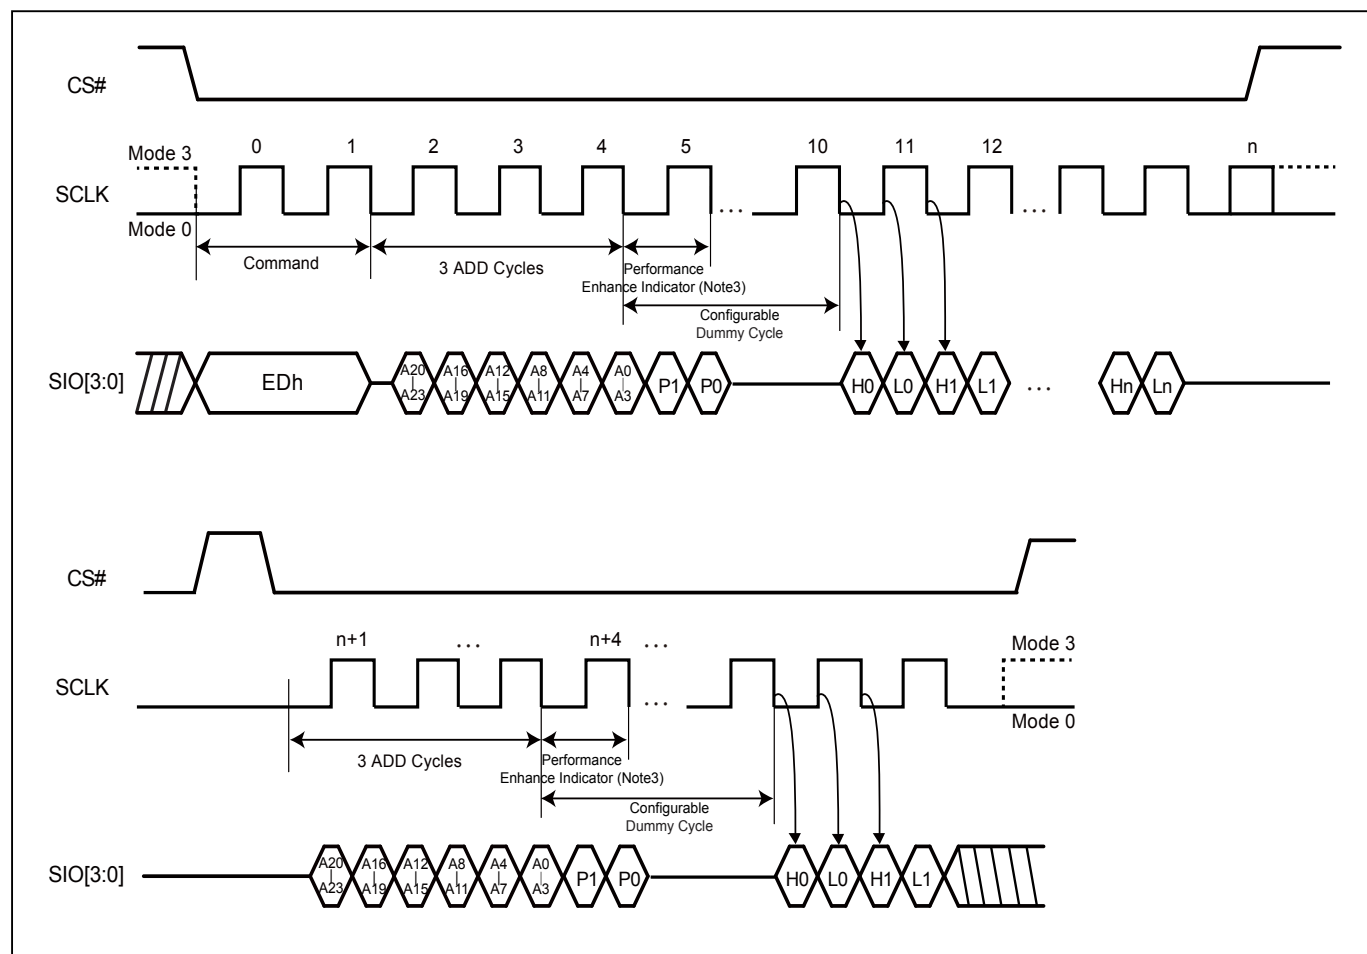 CS#
0 1 2 3 4 5 10 11 12 n
Mode 3
SCLK
... ...
Mode 0
Command
3 ADD Cycles
Performance
Enhance Indicator (Note3)
Configurable
Dummy Cycle
SIO[3:0]
EDh
A20 | A23
A16 | A19
A12 | A15
A8 | A11
A4 | A7
A0 | A3
P1 P0 H0 L0 H1 L1 ... Hn Ln
CS#
n+1 ... n+4 ...
Mode 3
SCLK
...
Mode 0
3 ADD Cycles
Performance
Enhance Indicator (Note3)
Configurable
Dummy Cycle
SIO[3:0]
A20 | A23
A16 | A19
A12 | A15
A8 | A11
A4 | A7
A0 | A3
P1 P0 H0 L0 H1 L1